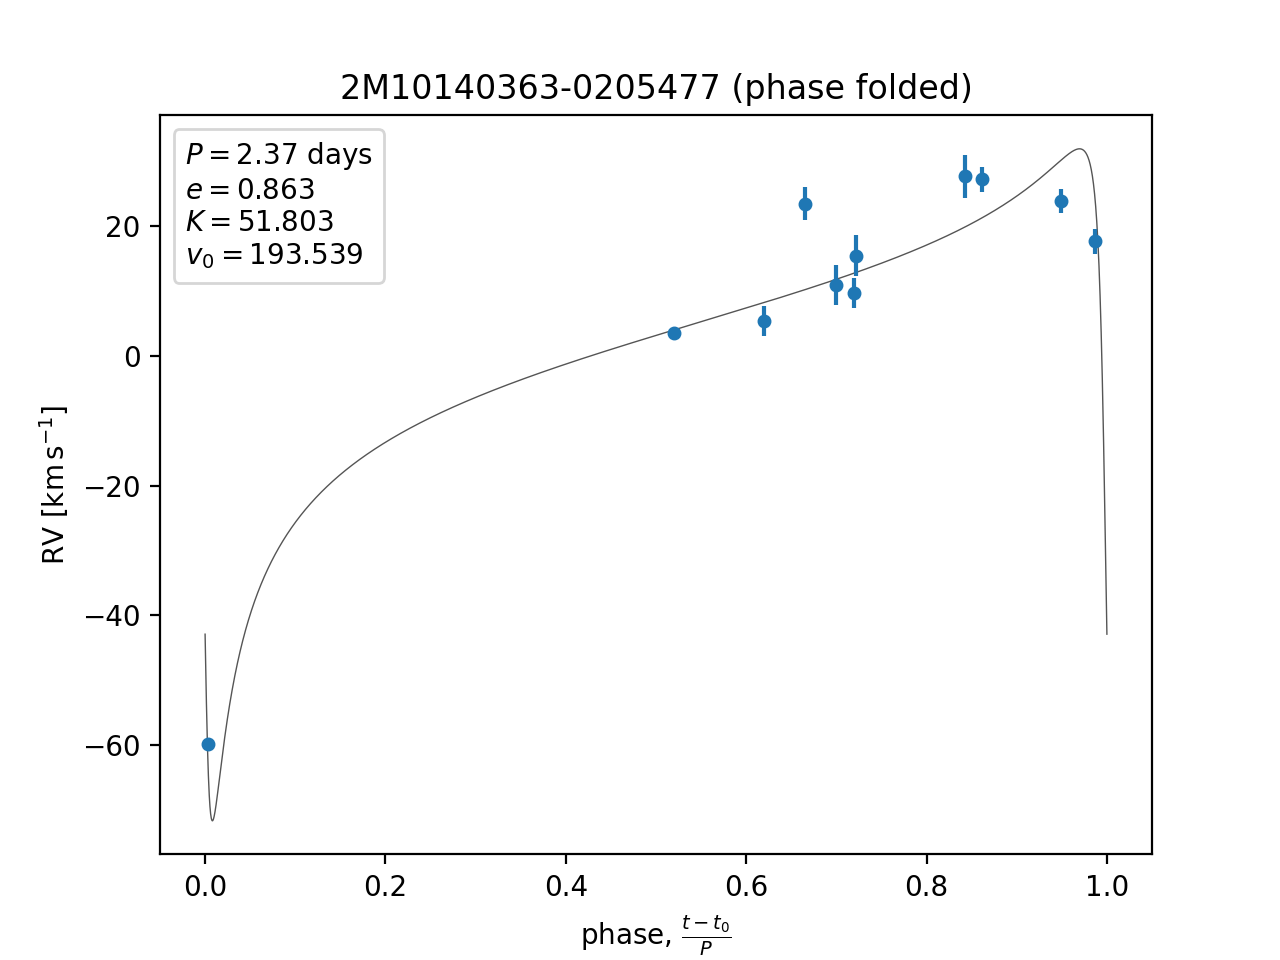 2M10140363-0205477 (phase folded)
P = 2.37 days
e = 0.863
K = 51.803
v₀ = 193.539
RV [km s⁻¹]
20
0
−20
−40
−60
0.0 0.2 0.4 0.6 0.8 1.0
phase, (t − t₀)/P